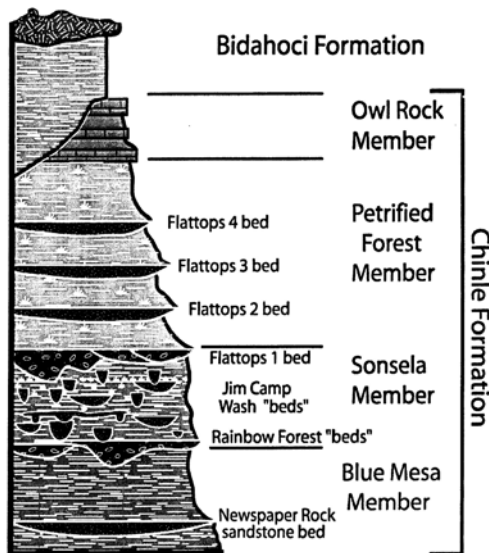 Bidahoci Formation
Owl Rock
Member
Flattops 4 bed
Petrified
Forest
Member
Flattops 3 bed
Flattops 2 bed
Chinle Formation
Flattops 1 bed
Sonsela
Member
Jim Camp
Wash "beds"
Rainbow Forest "beds"
Blue Mesa
Member
Newspaper Rock
sandstone bed